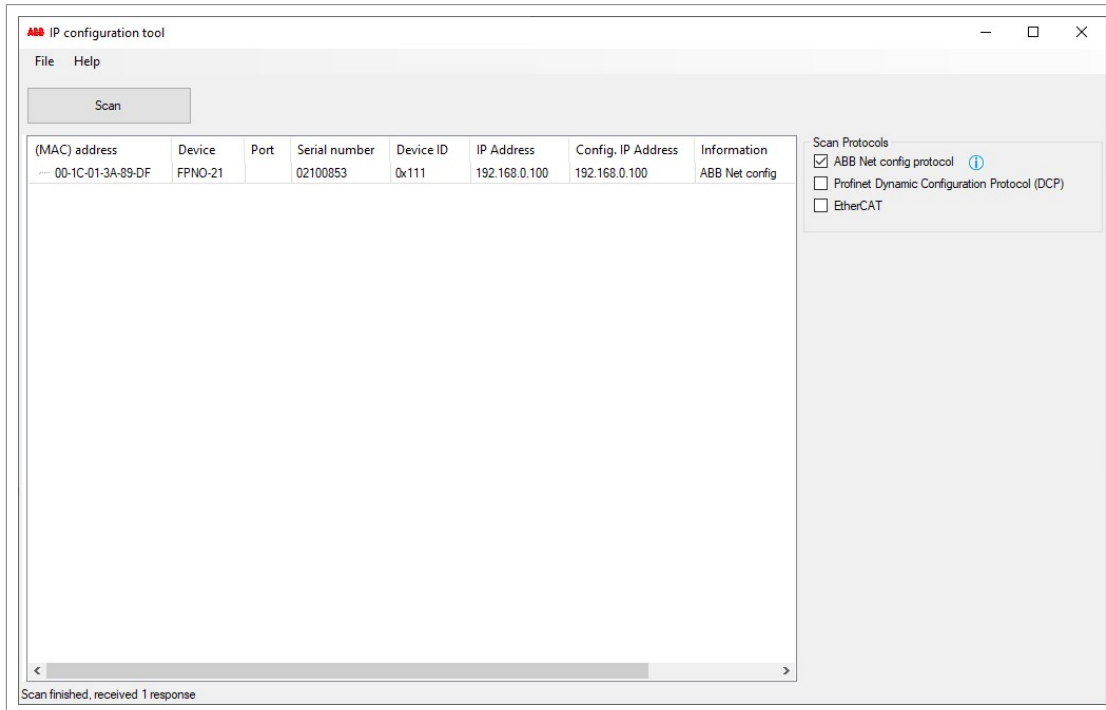 ABB IP configuration tool
File Help
Scan
(MAC) address Device Port Serial number Device ID IP Address Config. IP Address Information
00-1C-01-3A-89-DF FPNO-21 02100853 0x111 192.168.0.100 192.168.0.100 ABB Net config
Scan Protocols
ABB Net config protocol
Profinet Dynamic Configuration Protocol (DCP)
EtherCAT
Scan finished, received 1 response